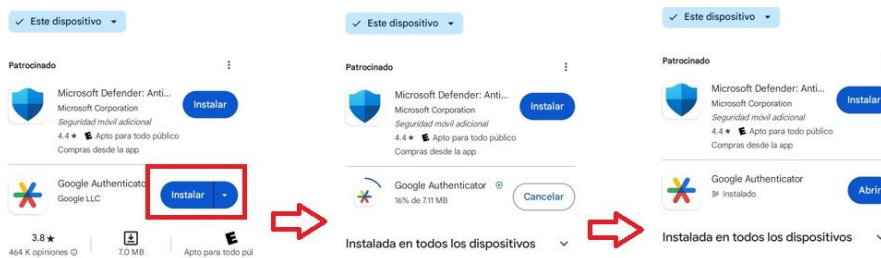 Este dispositivo
Patrocinado
Microsoft Defender: Anti...
Microsoft Corporation
Seguridad móvil adicional
4.4★ E Apto para todo público
Compras desde la app
Instalar
Google Authenticato
Google LLC
Instalar
3.8★
464 K opiniones
7.0 MB
E
Apto para todo púl
Este dispositivo
Patrocinado
Microsoft Defender: Anti...
Microsoft Corporation
Seguridad móvil adicional
4.4★ E Apto para todo público
Compras desde la app
Instalar
Google Authenticator
16% de 7.11 MB
Cancelar
Instalada en todos los dispositivos
Este dispositivo
Patrocinado
Microsoft Defender: Anti...
Microsoft Corporation
Seguridad móvil adicional
4.4★ E Apto para todo público
Compras desde la app
Instalar
Google Authenticator
Instalado
Abrir
Instalada en todos los dispositivos